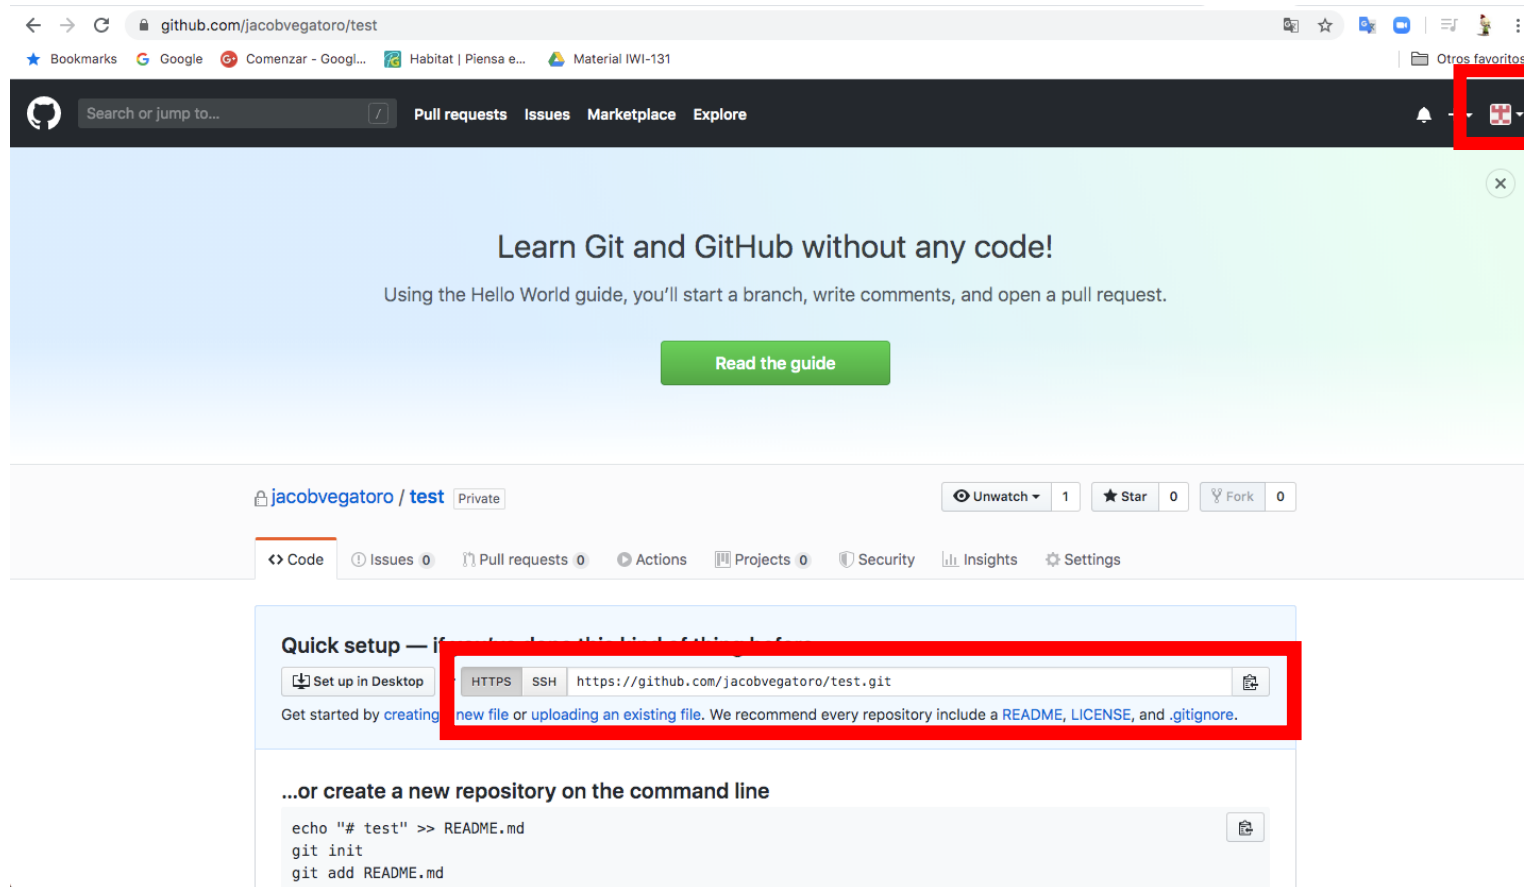 github.com/jacobvegatoro/test
Bookmarks Google Comenzar - Googl... Habitat | Piensa e... Material IWI-131 Otros favoritos
Search or jump to... / Pull requests Issues Marketplace Explore
Learn Git and GitHub without any code!
Using the Hello World guide, you'll start a branch, write comments, and open a pull request.
Read the guide
jacobvegatoro / test Private Unwatch 1 Star 0 Fork 0
Code Issues 0 Pull requests 0 Actions Projects 0 Security Insights Settings
Quick setup —
Set up in Desktop HTTPS SSH https://github.com/jacobvegatoro/test.git
Get started by creating new file or uploading an existing file. We recommend every repository include a README, LICENSE, and .gitignore.
...or create a new repository on the command line
echo "# test" >> README.md
git init
git add README.md